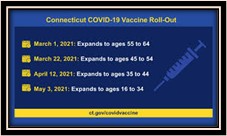 Connecticut COVID-19 Vaccine Roll-Out
March 1, 2021: Expands to ages 55 to 64
March 22, 2021: Expands to ages 45 to 54
April 12, 2021: Expands to ages 35 to 44
May 3, 2021: Expands to ages 16 to 34
ct.gov/covidvaccine